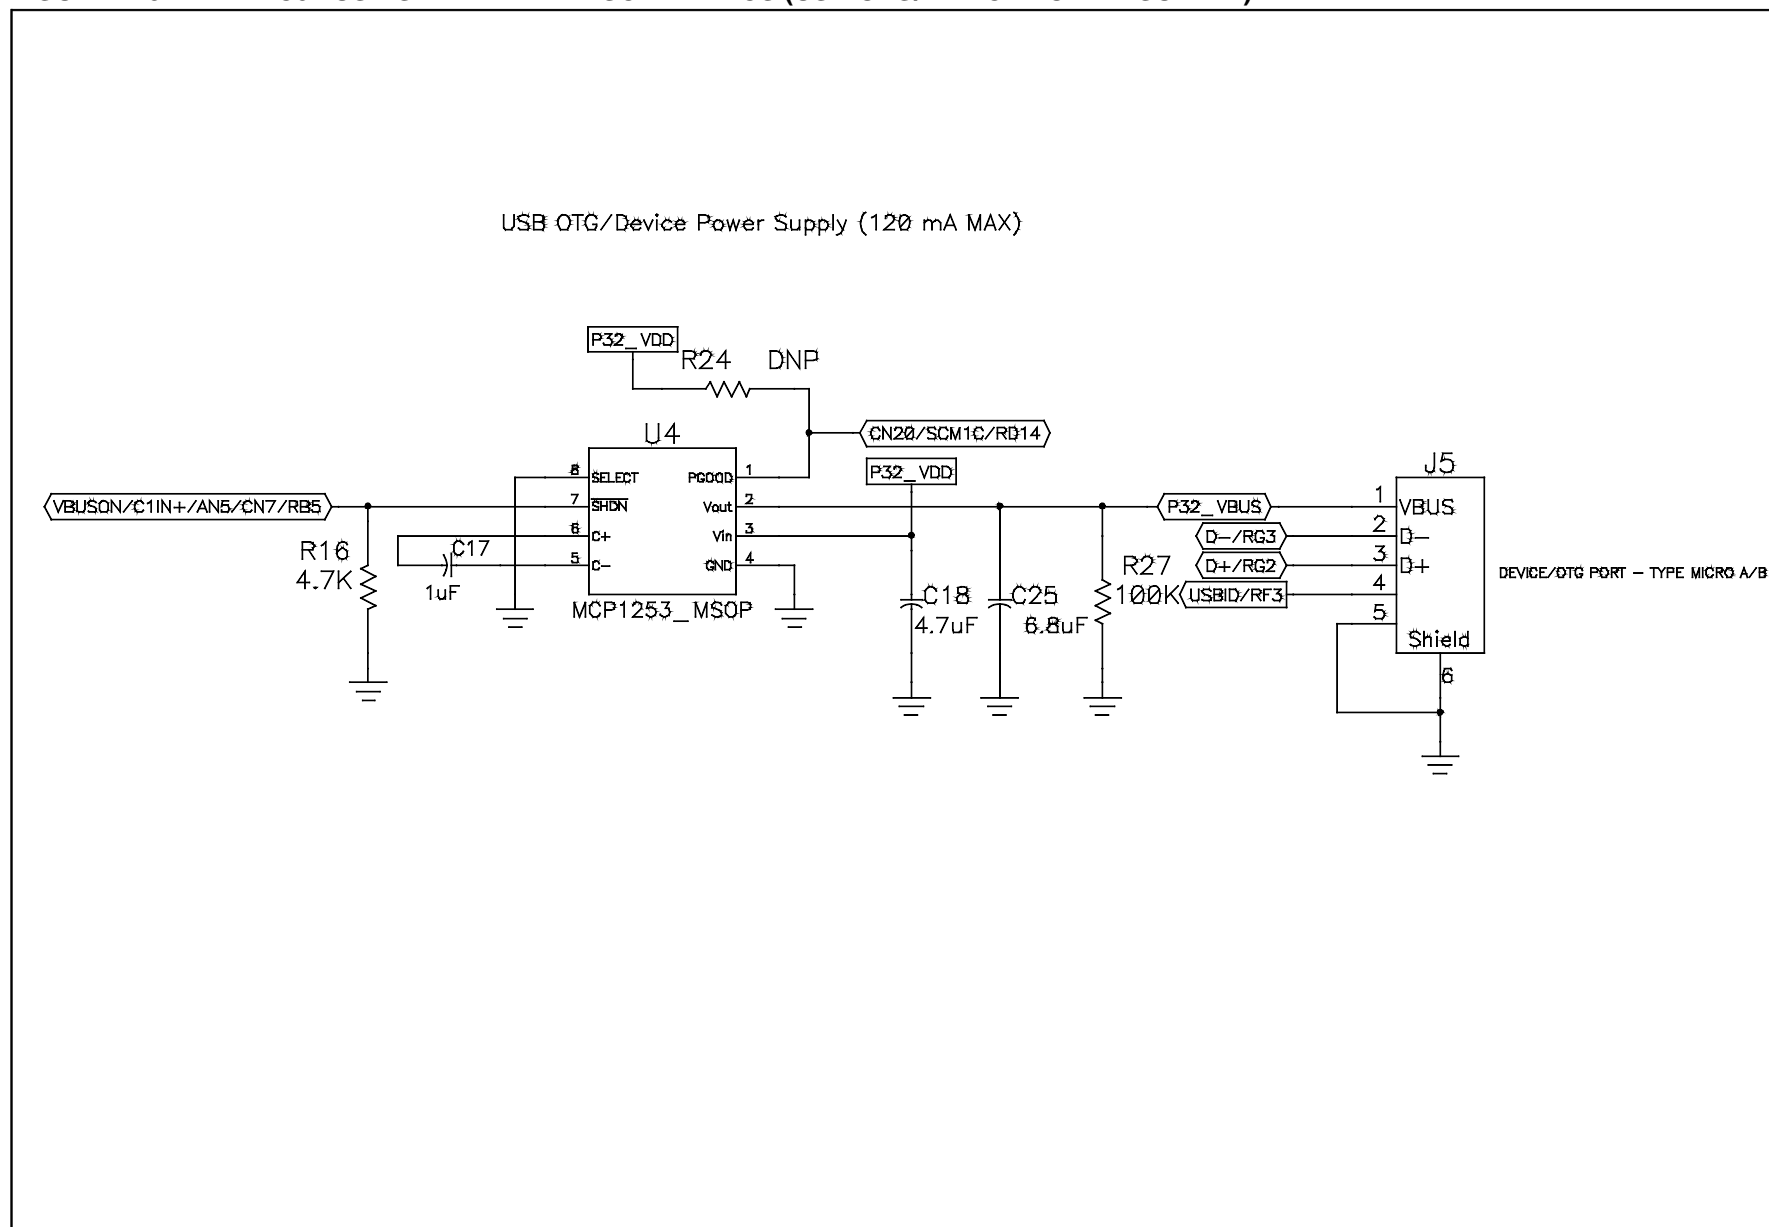 USB OTG/Device Power Supply (120 mA MAX)
P32_VDD
R24 DNP
U4
CN20/SCM1C/RD14
P32_VDD
J5
8 SELECT PGOOD 1
VBUSON/C1IN+/AN5/CN7/RB5
7 SHDN Vout 2
P32_VBUS
1 VBUS
6 C+ Vin 3
D-/RG3
2 D-
R16
4.7K
C17
1uF
5 C- GND 4
D+/RG2
3 D+
DEVICE/OTG PORT - TYPE MICRO A/B
R27
100K
USBID/RF3
4
MCP1253_MSOP
C18
4.7uF
C25
6.8uF
5
Shield
6